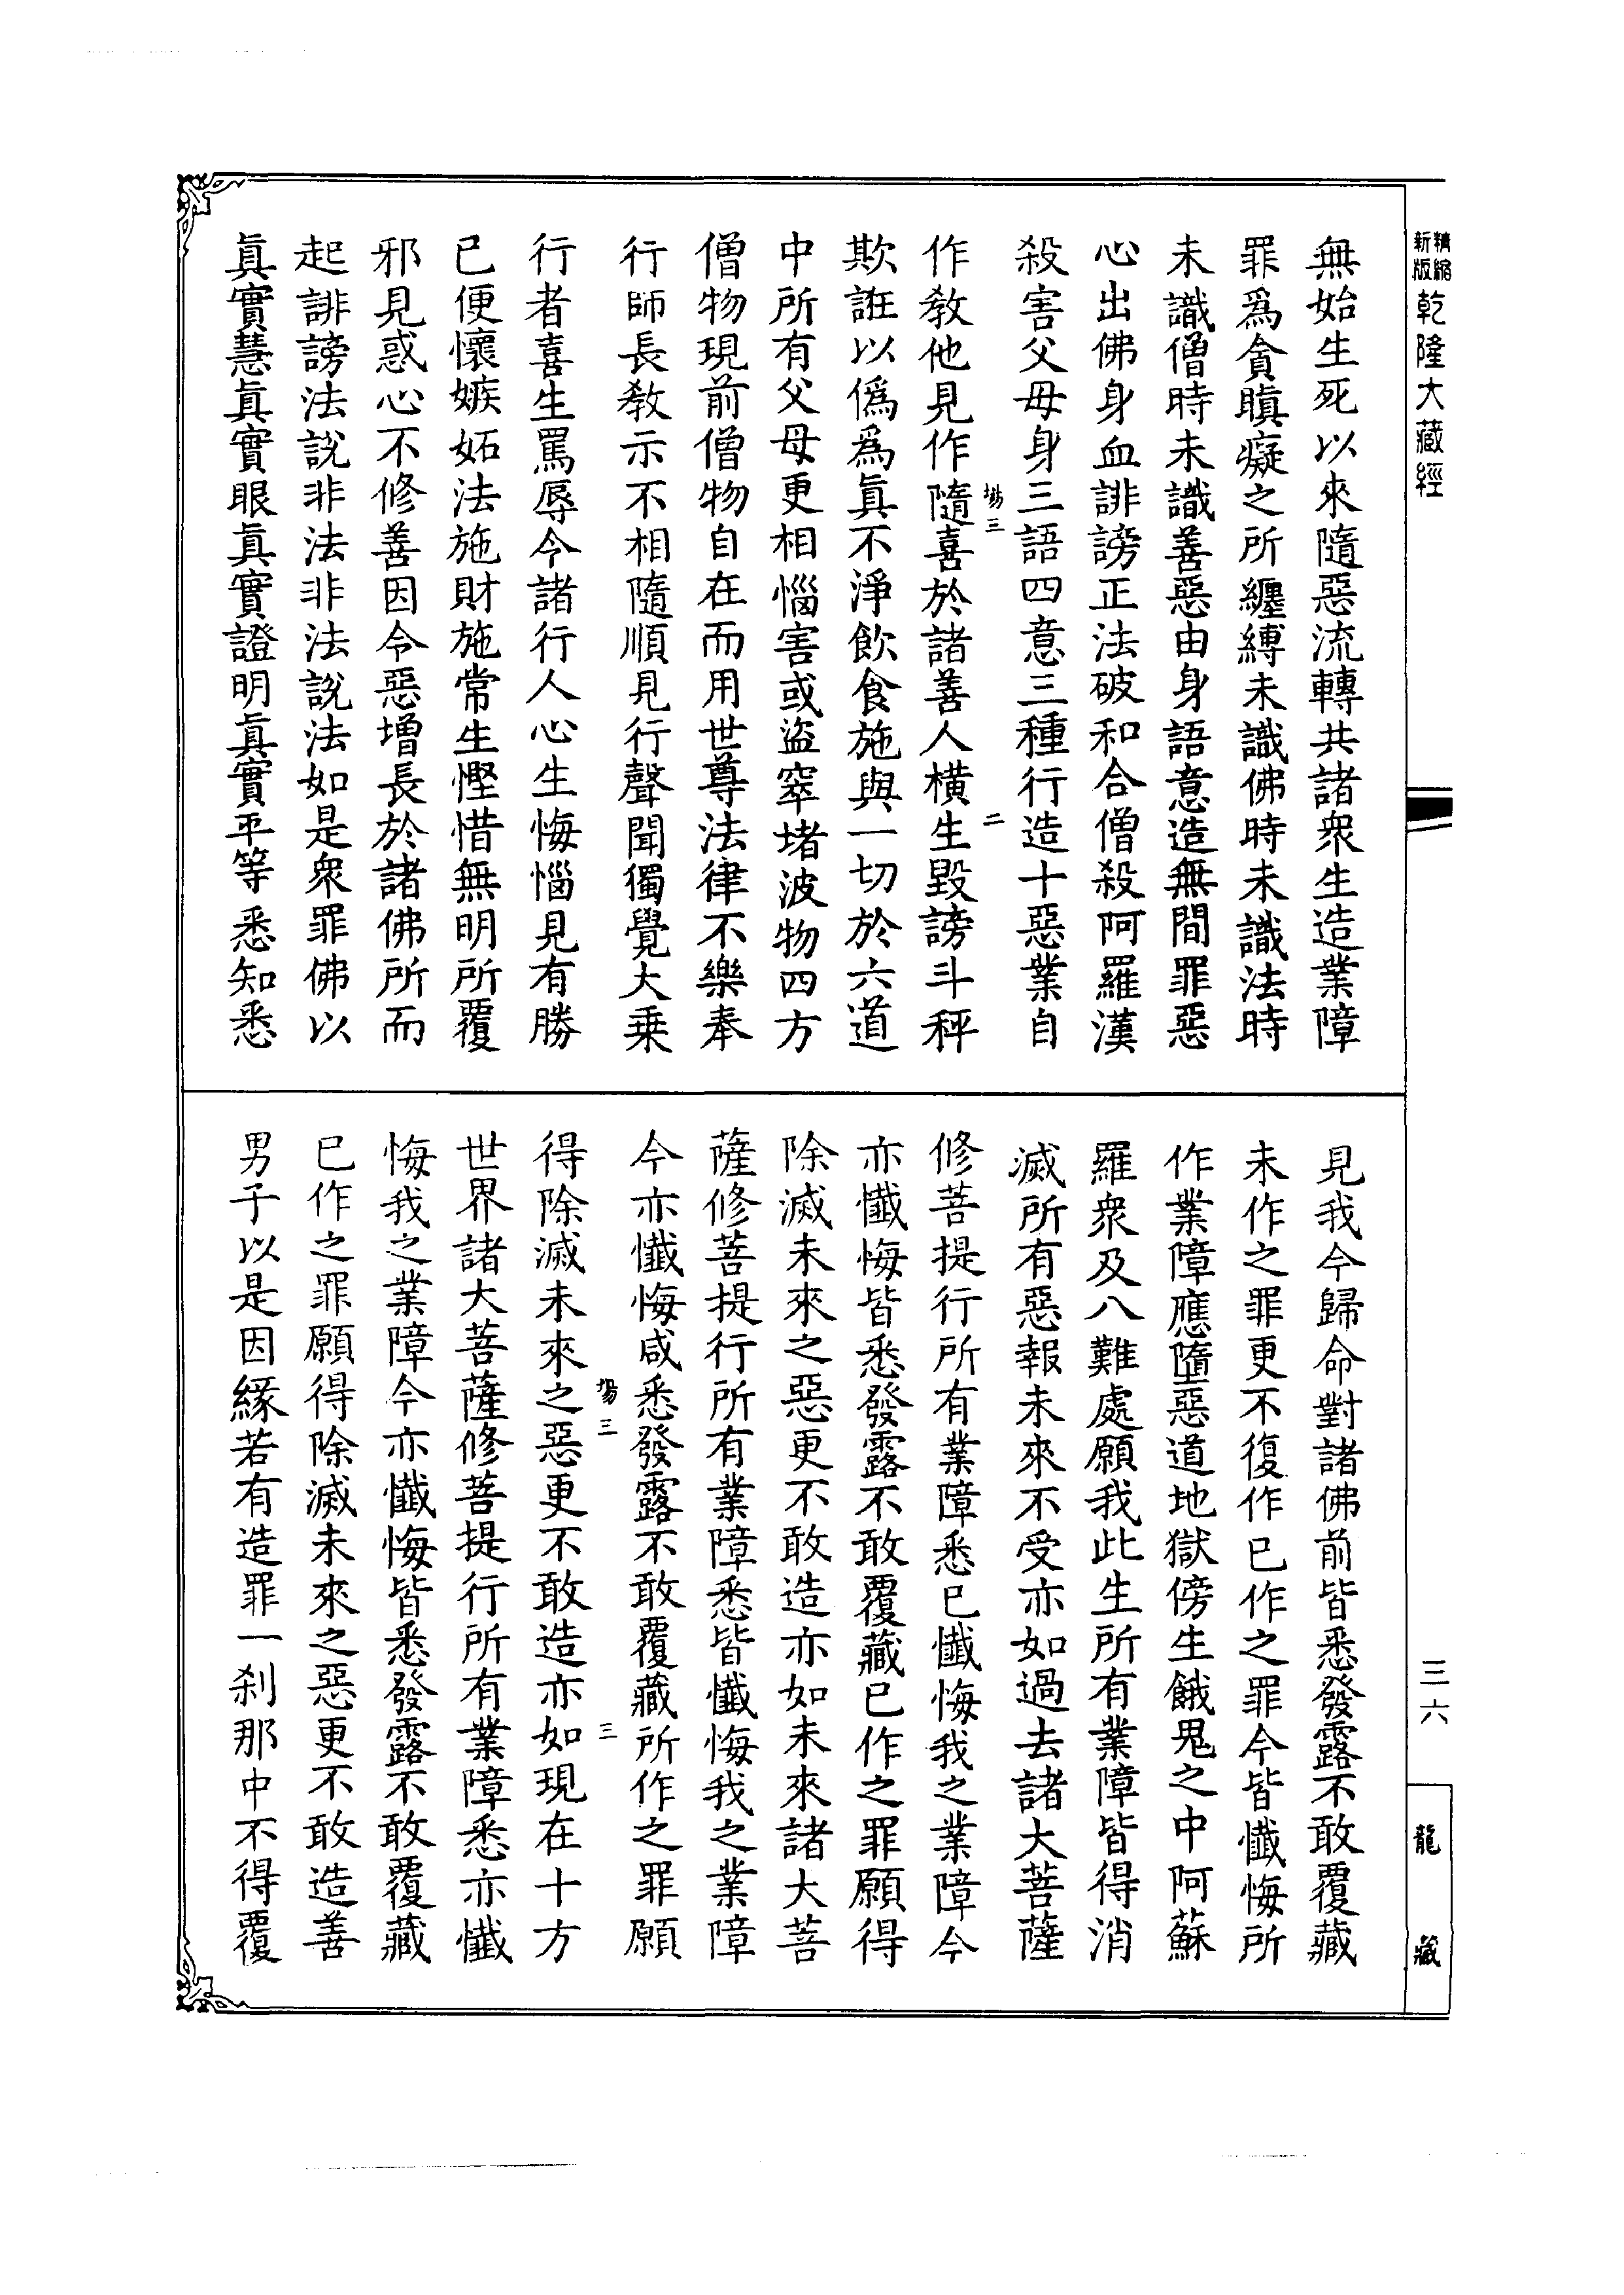 精縮
新版
乾隆大藏經
無始生死以來隨惡流轉共諸衆生造業障
罪爲貪瞋癡之所纏縛未識佛時未識法時
未識僧時未識善惡由身語意造無間罪惡
心出佛身血誹謗正法破和合僧殺阿羅漢
殺害父母身三語四意三種行造十惡業自
塲三
二
作教他見作隨喜於諸善人橫生毀謗斗秤
欺誑以僞爲眞不淨飲食施與一切於六道
中所有父母更相惱害或盜窣堵波物四方
僧物現前僧物自在而用世尊法律不樂奉
行師長教示不相隨順見行聲聞獨覺大乗
行者喜生罵辱令諸行人心生悔惱見有勝
已便懷嫉妬法施財施常生慳惜無明所覆
邪見惑心不修善因令惡增長於諸佛所而
起誹謗法說非法非法說法如是衆罪佛以
眞實慧眞實眼眞實證明眞實平等悉知悉
見我今歸命對諸佛前皆悉發露不敢覆藏
未作之罪更不復作已作之罪今皆懺悔所
作業障應墮惡道地獄傍生餓鬼之中阿蘇
羅衆及八難處願我此生所有業障皆得消
滅所有惡報未來不受亦如過去諸大菩薩
修菩提行所有業障悉已懺悔我之業障今
亦懺悔皆悉發露不敢覆藏已作之罪願得
除滅未來之惡更不敢造亦如未來諸大菩
薩修菩提行所有業障悉皆懺悔我之業障
今亦懺悔咸悉發露不敢覆藏所作之罪願
塲三
三
得除滅未來之惡更不敢造亦如現在十方
世界諸大菩薩修菩提行所有業障悉亦懺
悔我之業障今亦懺悔皆悉發露不敢覆藏
已作之罪願得除滅未來之惡更不敢造善
男子以是因緣若有造罪一刹那中不得覆
三六
龍藏